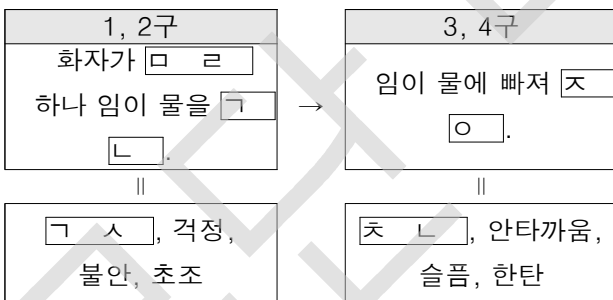 1, 2구
화자가 ㅁ ㄹ
하나 임이 물을 ㄱ
ㄴ.
→
3, 4구
임이 물에 빠져 ㅈ
ㅇ.
॥
॥
ㄱ ㅅ, 걱정,
불안, 초조
ㅊ ㄴ, 안타까움,
슬픔, 한탄